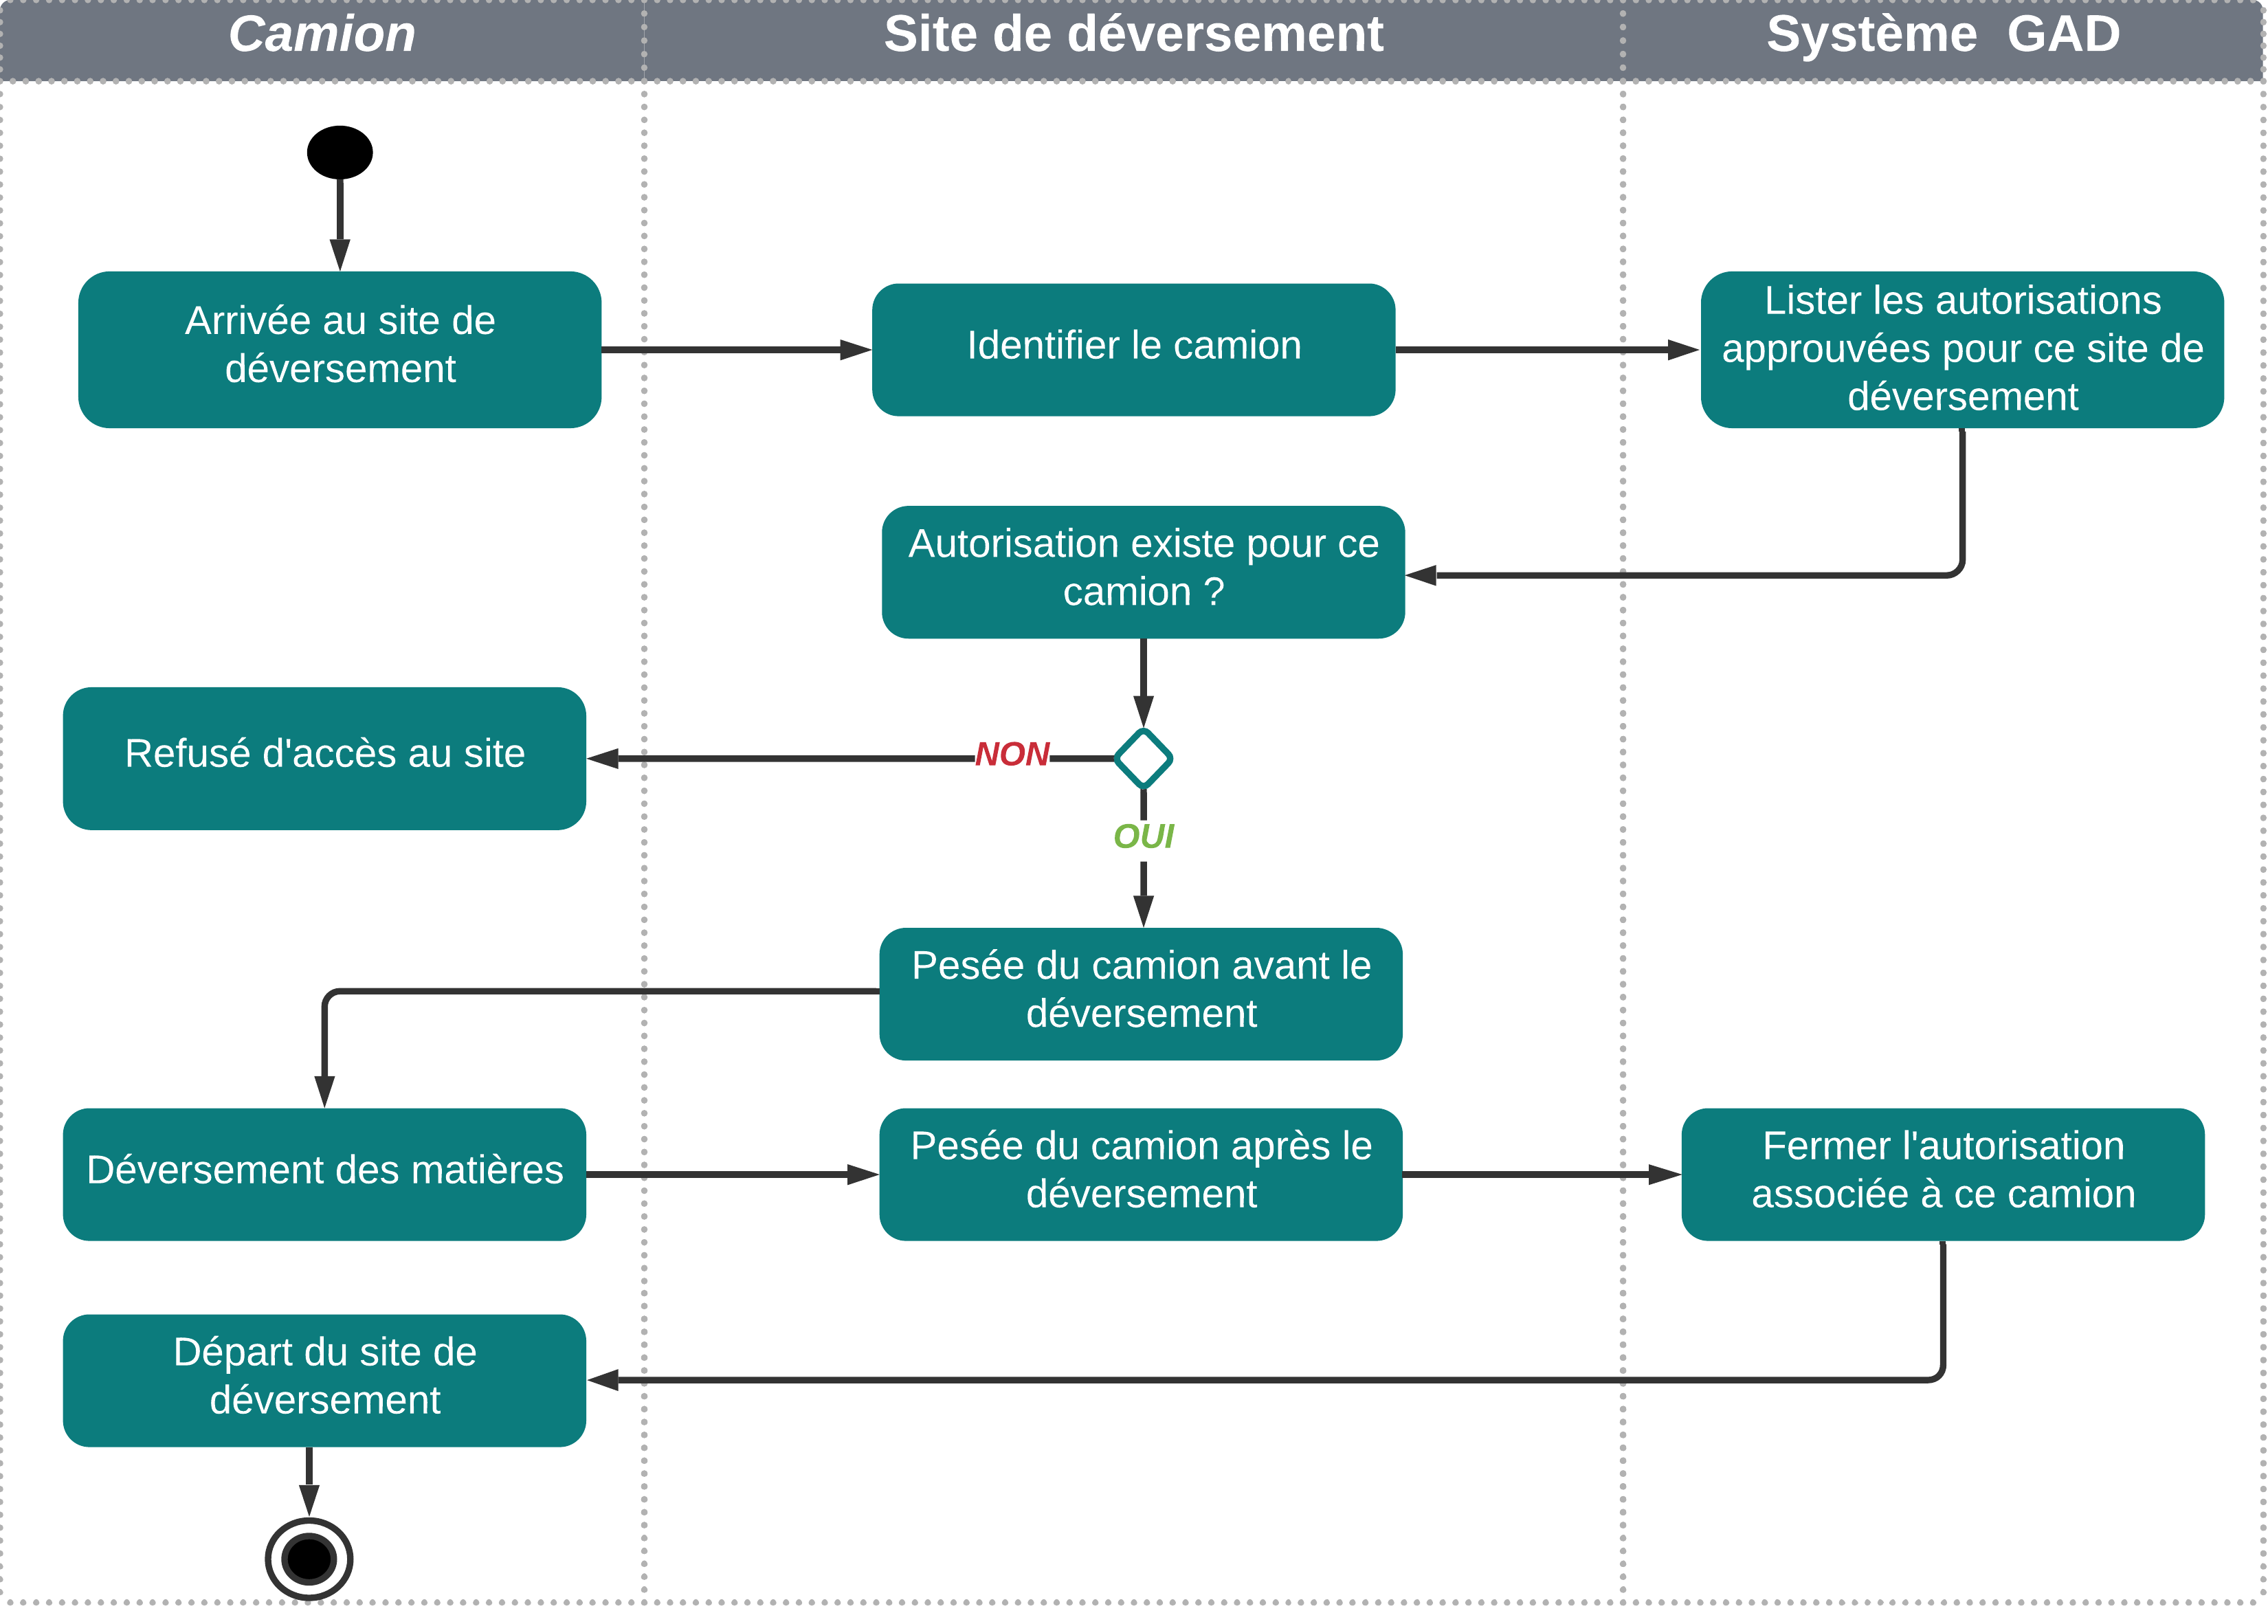 Camion
Site de déversement
Système  GAD
Arrivée au site de
déversement
Identifier le camion
Lister les autorisations
approuvées pour ce site de
déversement
Autorisation existe pour ce
camion ?
Refusé d'accès au site
NON
OUI
Pesée du camion avant le
déversement
Déversement des matières
Pesée du camion après le
déversement
Fermer l'autorisation
associée à ce camion
Départ du site de
déversement